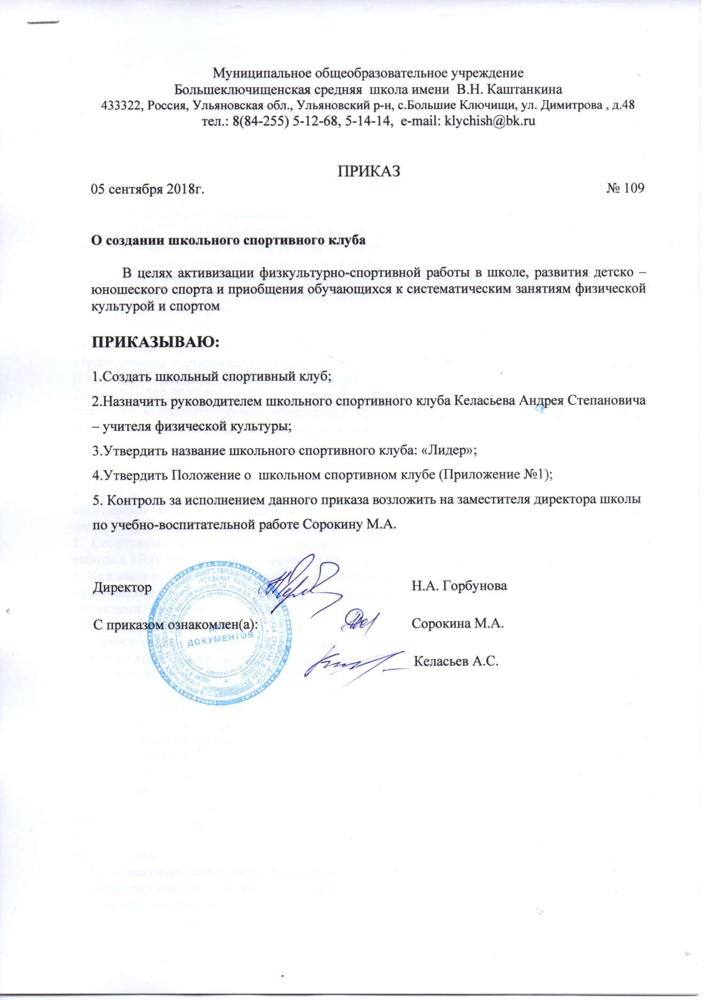 Муниципальное общеобразовательное учреждение
Большеключищенская средняя школа имени В.Н. Каштанкина
433322, Россия, Ульяновская обл., Ульяновский р-н, с.Большие Ключищи, ул. Димитрова , д.48
тел.: 8(84-255) 5-12-68, 5-14-14, e-mail: klychish@bk.ru
ПРИКАЗ
05 сентября 2018г. № 109
О создании школьного спортивного клуба
В целях активизации физкультурно-спортивной работы в школе, развития детско –
юношеского спорта и приобщения обучающихся к систематическим занятиям физической
культурой и спортом
ПРИКАЗЫВАЮ:
1.Создать школьный спортивный клуб;
2.Назначить руководителем школьного спортивного клуба Келасьева Андрея Степановича
– учителя физической культуры;
3.Утвердить название школьного спортивного клуба: «Лидер»;
4.Утвердить Положение о школьном спортивном клубе (Приложение №1);
5. Контроль за исполнением данного приказа возложить на заместителя директора школы
по учебно-воспитательной работе Сорокину М.А.
Директор Н.А. Горбунова
С приказом ознакомлен(а): Сорокина М.А.
Келасьев А.С.
ДЛЯ
ДОКУМЕНТОВ